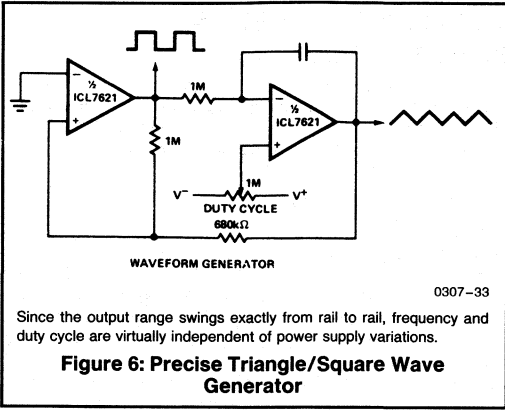 1M
½
ICL7621
−
+
½
ICL7621
−
+
1M
1M
V⁻
V⁺
DUTY CYCLE
680kΩ
WAVEFORM GENERATOR
0307–33
Since the output range swings exactly from rail to rail, frequency and
duty cycle are virtually independent of power supply variations.
Figure 6: Precise Triangle/Square Wave
Generator